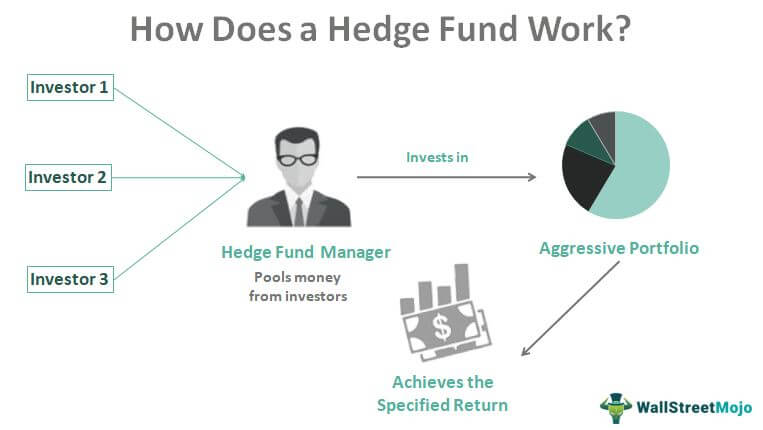 How Does a Hedge Fund Work?
Investor 1
Investor 2
Investor 3
Hedge Fund Manager
Pools money
from investors
Invests in
Aggressive Portfolio
$
Achieves the
Specified Return
WallStreetMojo